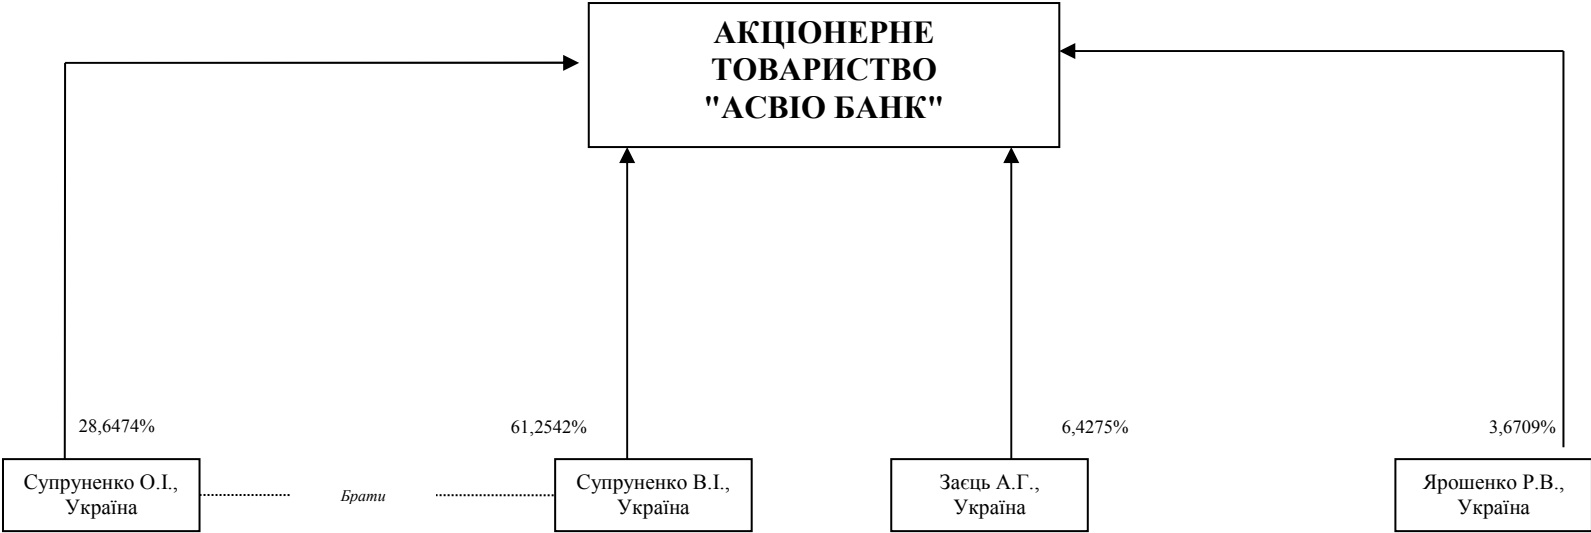 АКЦІОНЕРНЕ
ТОВАРИСТВО
"АСВІО БАНК"
28,6474%
61,2542%
6,4275%
3,6709%
Супруненко О.І.,
Україна
Брати
Супруненко В.І.,
Україна
Заєць А.Г.,
Україна
Ярошенко Р.В.,
Україна